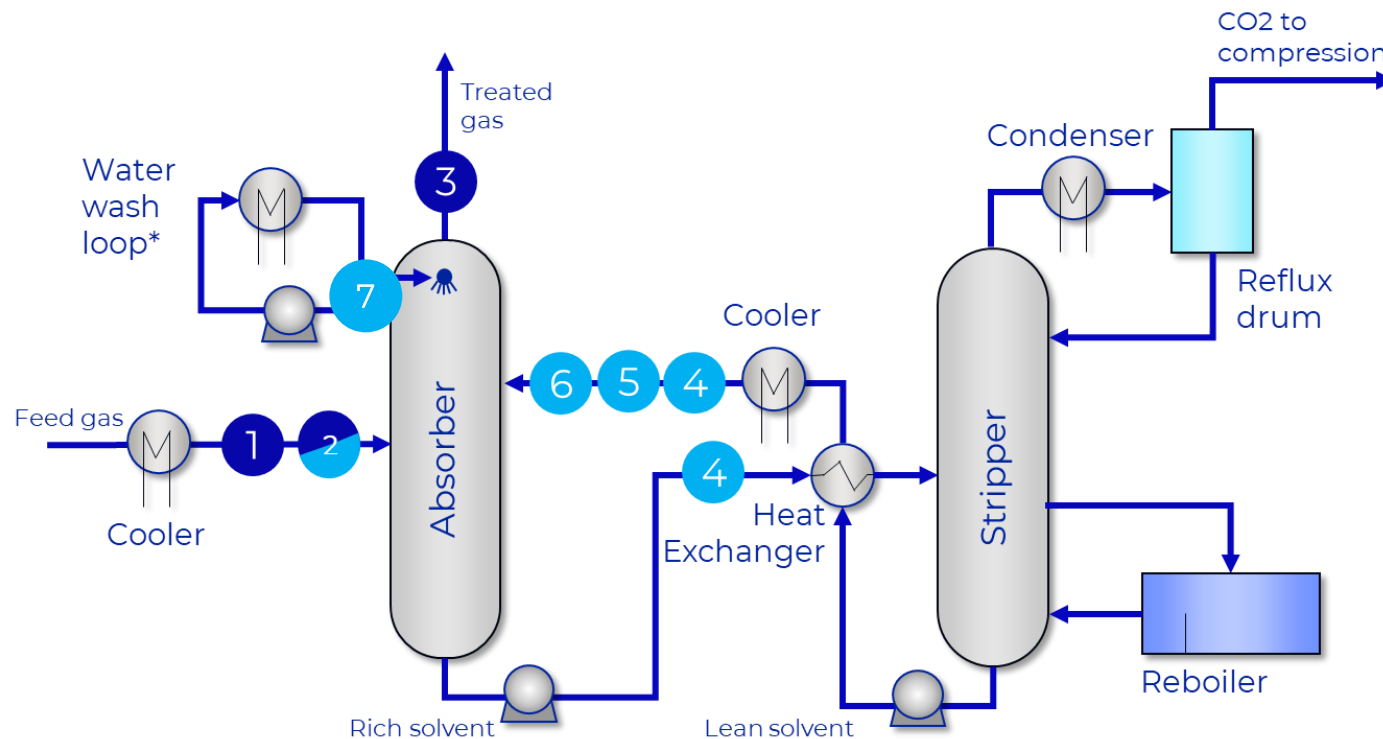 CO2 to
compression
Treated
gas
Condenser
Water
wash
loop*
3
7
Reflux
drum
Cooler
6
5
4
Feed gas
1
2
Absorber
Stripper
4
Cooler
Heat
Exchanger
Reboiler
Rich solvent
Lean solvent